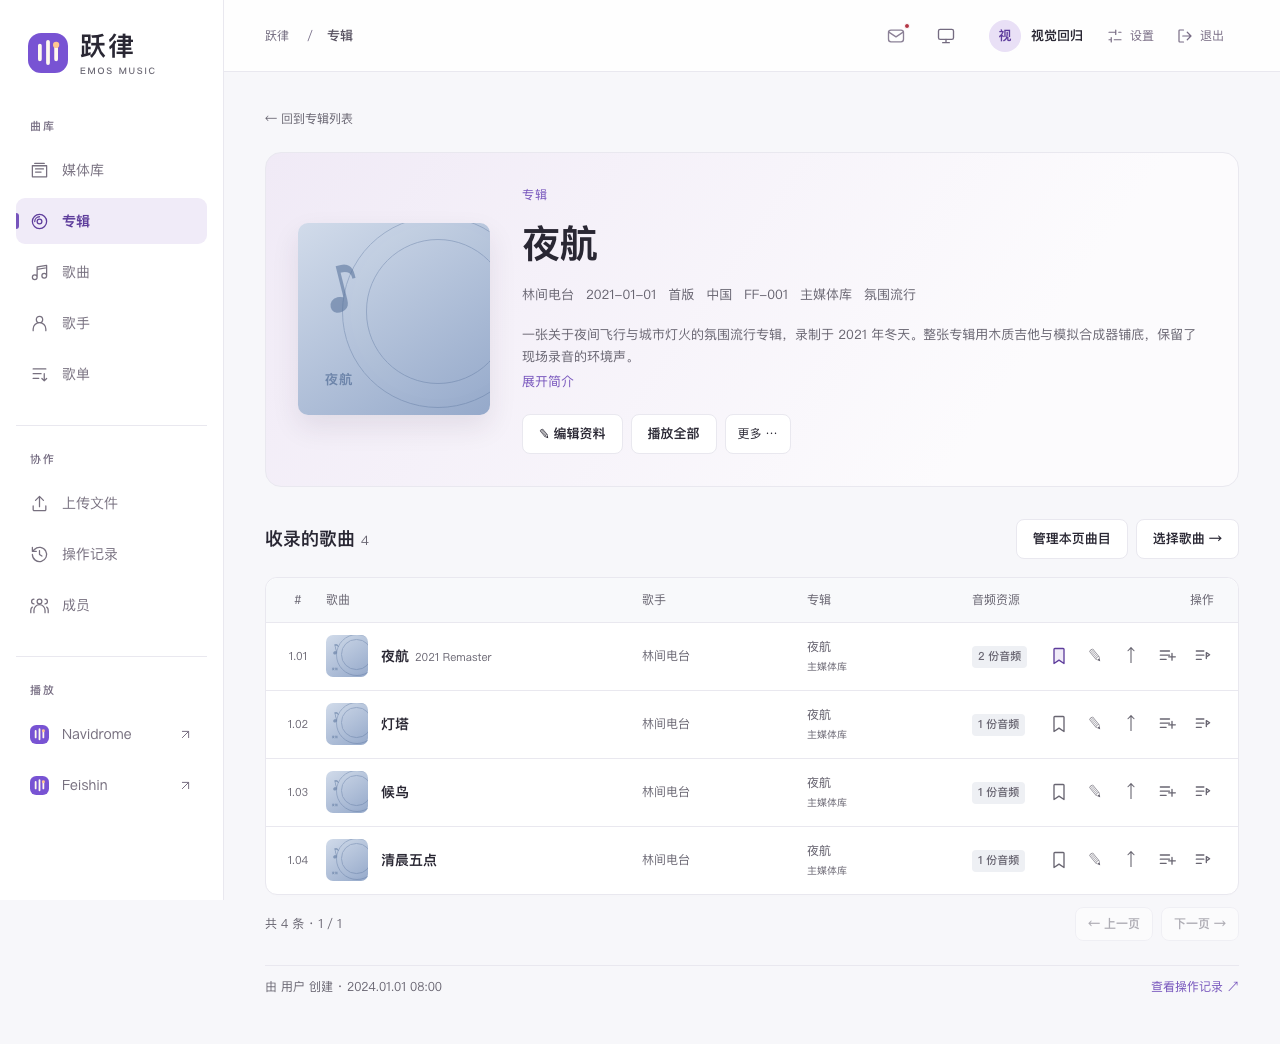 跃律
EMOS MUSIC
曲库
媒体库
专辑
歌曲
歌手
歌单
协作
上传文件
操作记录
成员
播放
Navidrome
Feishin
跃律 / 专辑
视 视觉回归 设置 退出
← 回到专辑列表
夜航
专辑
夜航
林间电台 2021-01-01 首版 中国 FF-001 主媒体库 氛围流行
一张关于夜间飞行与城市灯火的氛围流行专辑，录制于 2021 年冬天。整张专辑用木质吉他与模拟合成器铺底，保留了
现场录音的环境声。
展开简介
✎ 编辑资料 播放全部 更多 ···
收录的歌曲 4
管理本页曲目 选择歌曲 →
# 歌曲 歌手 专辑 音频资源 操作
1.01 夜航 2021 Remaster 林间电台 夜航 2 份音频
主媒体库
1.02 灯塔 林间电台 夜航 1 份音频
主媒体库
1.03 候鸟 林间电台 夜航 1 份音频
主媒体库
1.04 清晨五点 林间电台 夜航 1 份音频
主媒体库
共 4 条 · 1 / 1
← 上一页 下一页 →
由 用户 创建 · 2024.01.01 08:00
查看操作记录 ↗